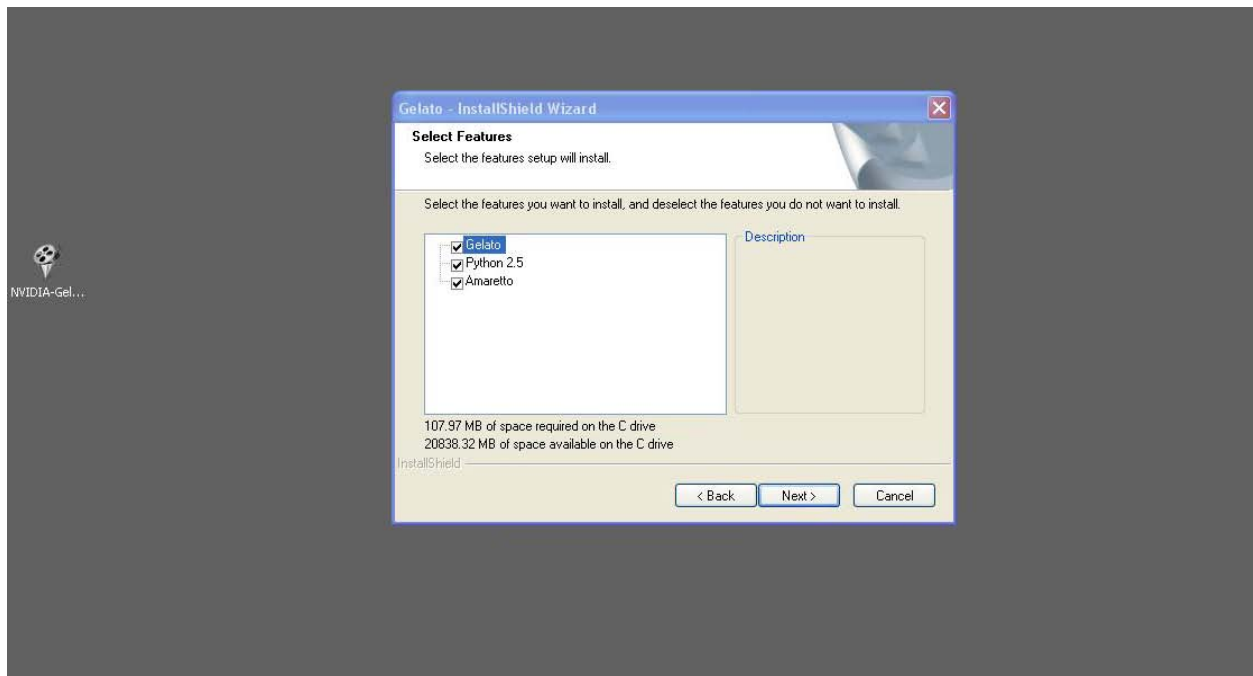 Gelato - InstallShield Wizard
Select Features
Select the features setup will install.
Select the features you want to install, and deselect the features you do not want to install.
Gelato
Python 2.5
Amaretto
Description
107.97 MB of space required on the C drive
20838.32 MB of space available on the C drive
InstallShield
< Back
Next >
Cancel
NVIDIA-Gel...